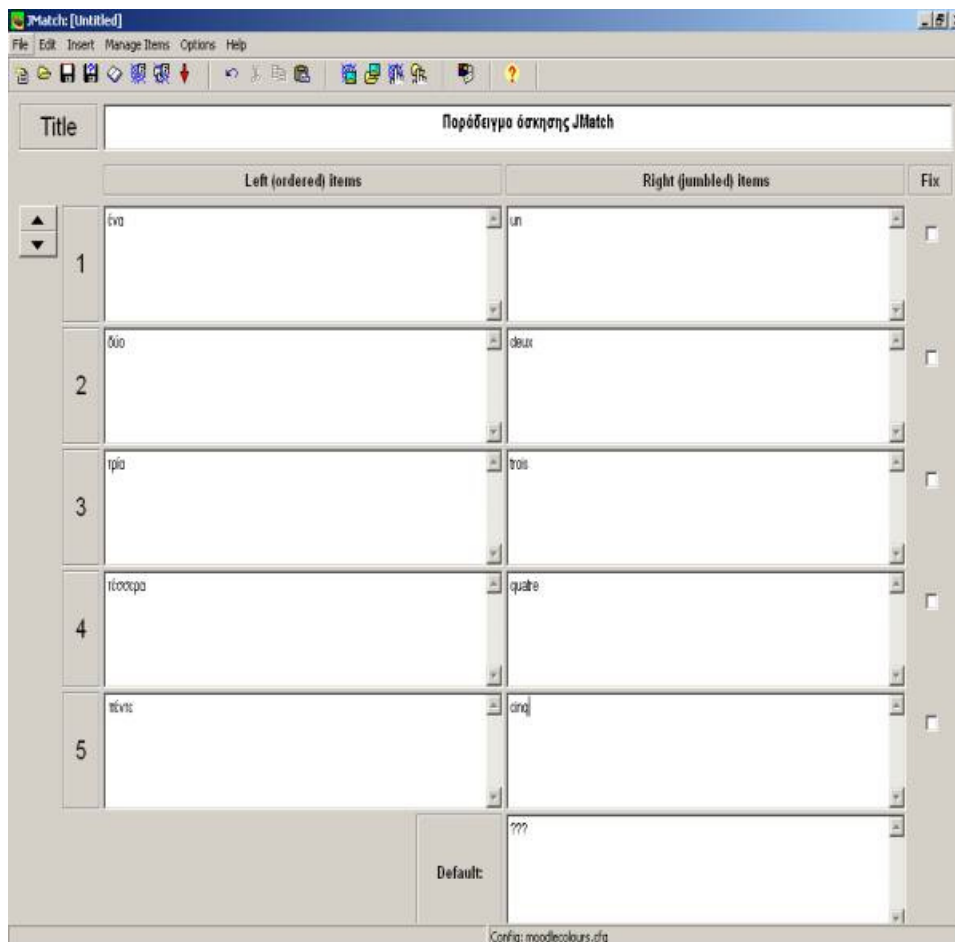 JMatch: [Untitled]
File Edit Insert Manage Items Options Help
Title
Παράδειγμα άσκησης JMatch
Left (ordered) items Right (jumbled) items Fix
1 ένα un
2 δύο deux
3 τρία trois
4 τέσσερα quatre
5 πέντε cinq
Default: ???
Config: moodlecolours.cfg